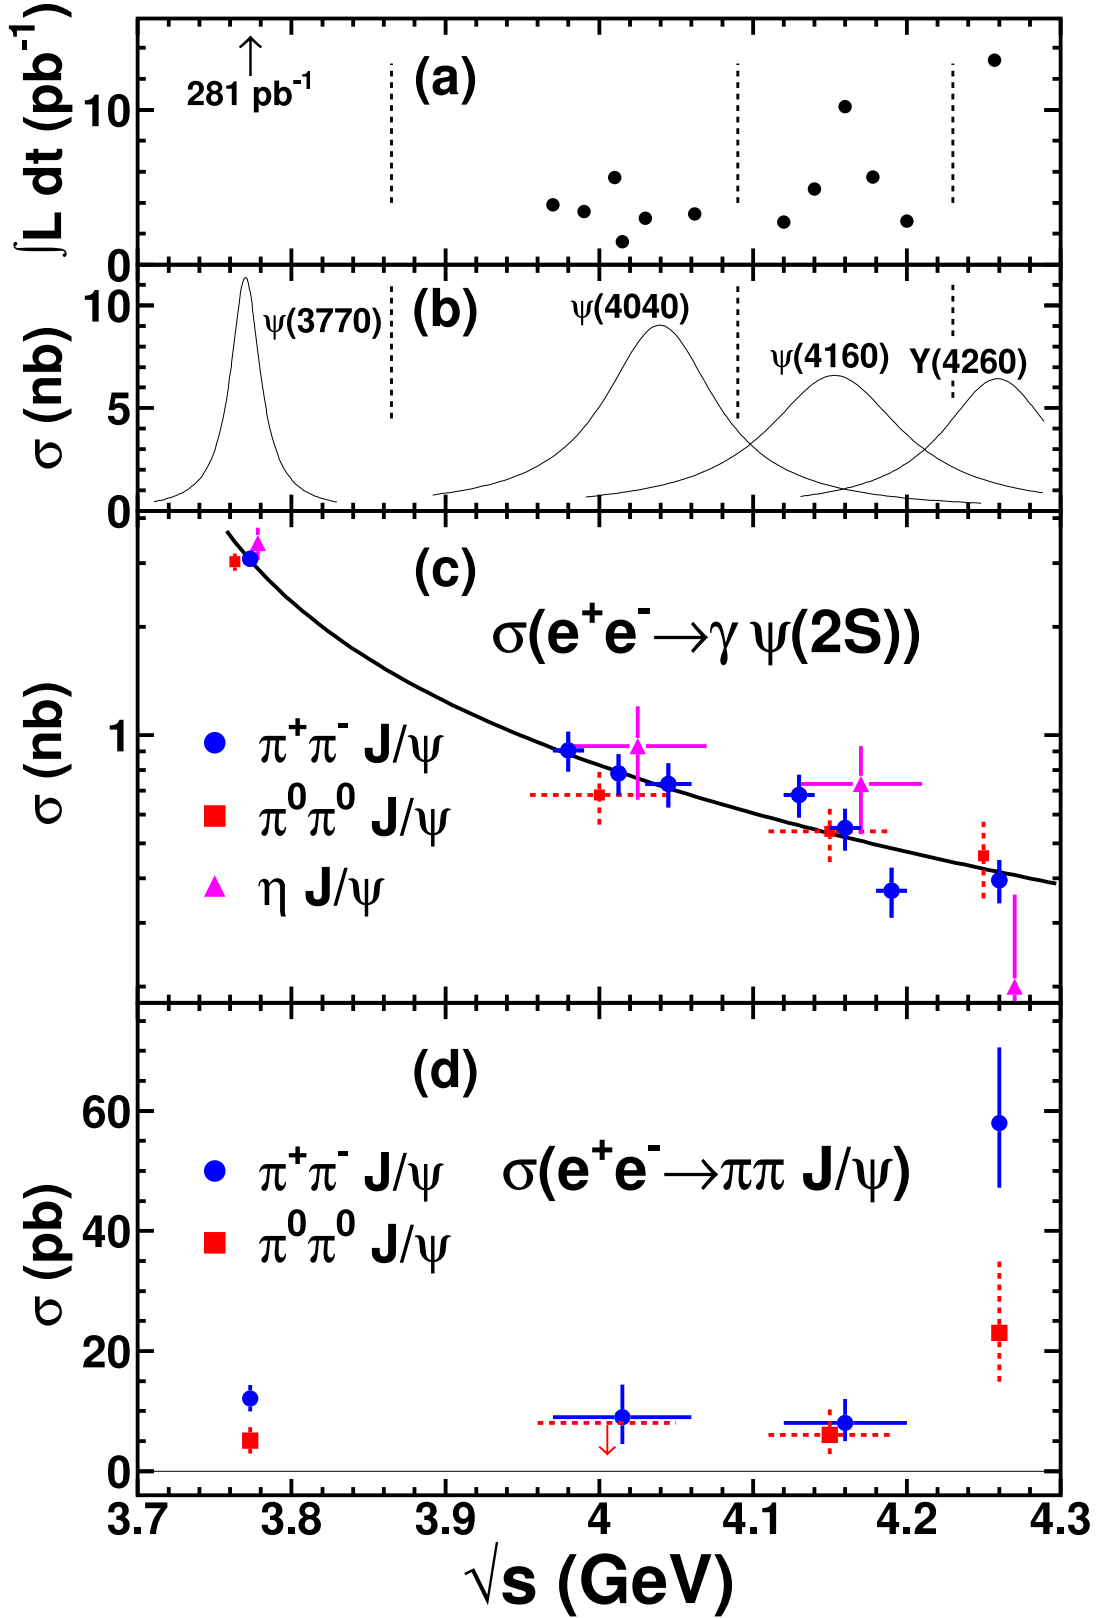 ∫L dt (pb⁻¹)
10
0
281 pb⁻¹
(a)
σ (nb)
10
5
0
ψ(3770)
(b)
ψ(4040)
ψ(4160)
Y(4260)
σ (nb)
1
(c)
σ(e⁺e⁻→γ ψ(2S))
π⁺π⁻ J/ψ
π⁰π⁰ J/ψ
η J/ψ
σ (pb)
60
40
20
0
(d)
σ(e⁺e⁻→ππ J/ψ)
π⁺π⁻ J/ψ
π⁰π⁰ J/ψ
3.7 3.8 3.9 4 4.1 4.2 4.3
√s (GeV)